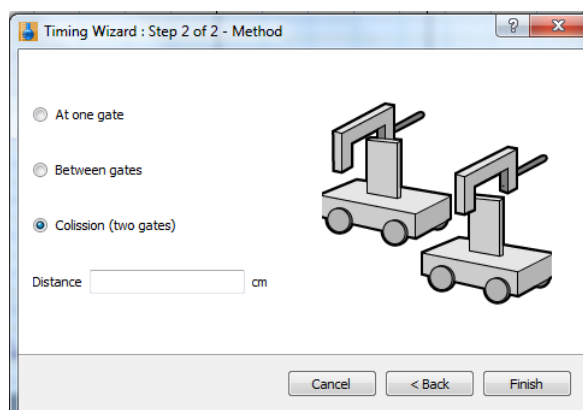 Timing Wizard : Step 2 of 2 - Method
At one gate
Between gates
Colission (two gates)
Distance cm
Cancel < Back Finish